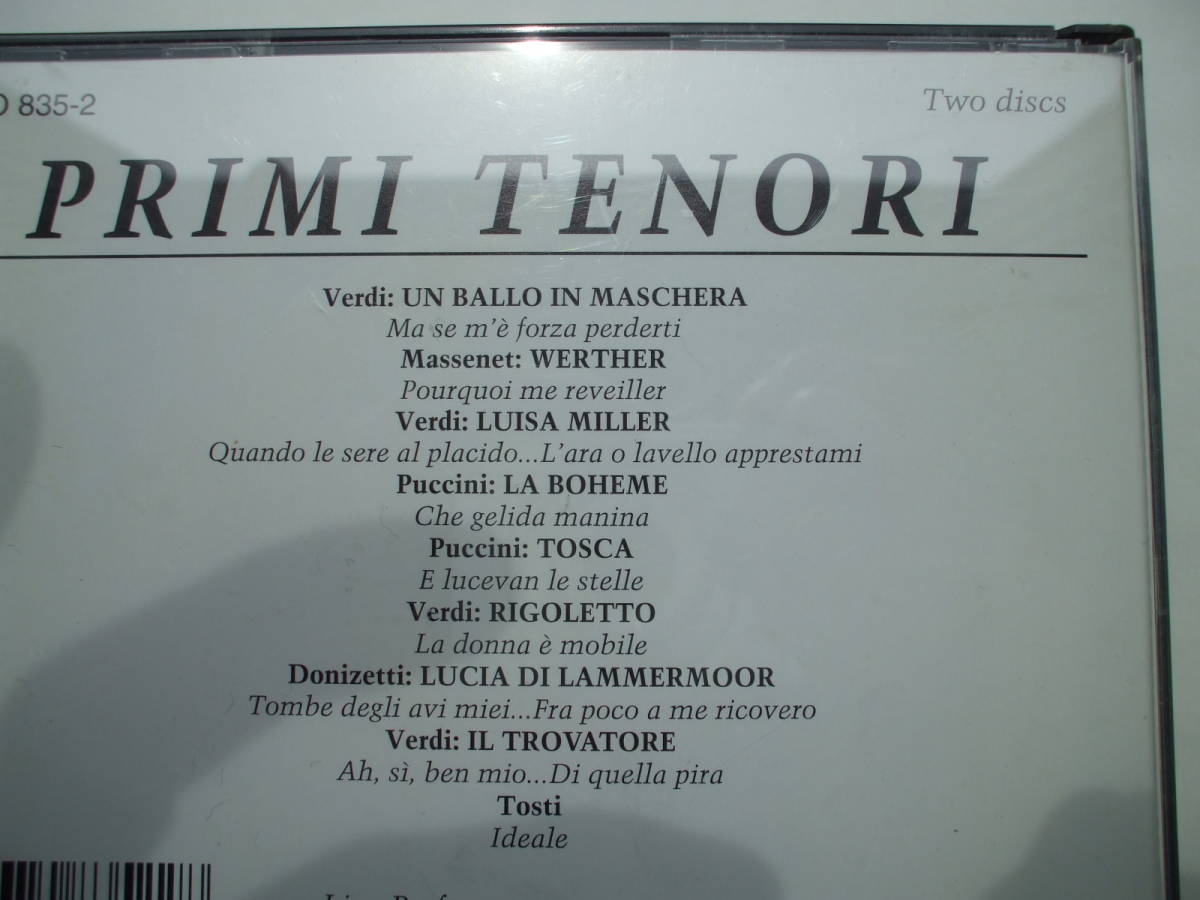 835-2
Two discs
PRIMI TENORI
Verdi: UN BALLO IN MASCHERA
Ma se m'è forza perderti
Massenet: WERTHER
Pourquoi me reveiller
Verdi: LUISA MILLER
Quando le sere al placido...L'ara o lavello apprestami
Puccini: LA BOHEME
Che gelida manina
Puccini: TOSCA
E lucevan le stelle
Verdi: RIGOLETTO
La donna è mobile
Donizetti: LUCIA DI LAMMERMOOR
Tombe degli avi miei...Fra poco a me ricovero
Verdi: IL TROVATORE
Ah, sì, ben mio...Di quella pira
Tosti
Ideale